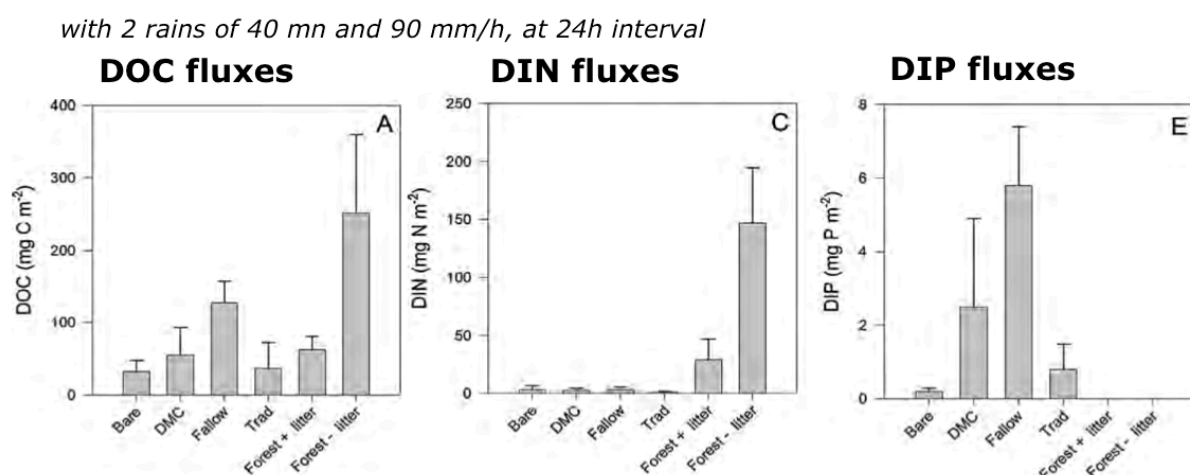 with 2 rains of 40 mn and 90 mm/h, at 24h interval
DOC fluxes
DIN fluxes
DIP fluxes
A
DOC (mg C m-2)
400
300
200
100
0
Bare
DMC
Fallow
Trad
Forest + litter
Forest - litter
C
DIN (mg N m-2)
250
200
150
100
50
0
Bare
DMC
Fallow
Trad
Forest + litter
Forest - litter
E
DIP (mg P m-2)
8
6
4
2
0
Bare
DMC
Fallow
Trad
Forest + litter
Forest - litter